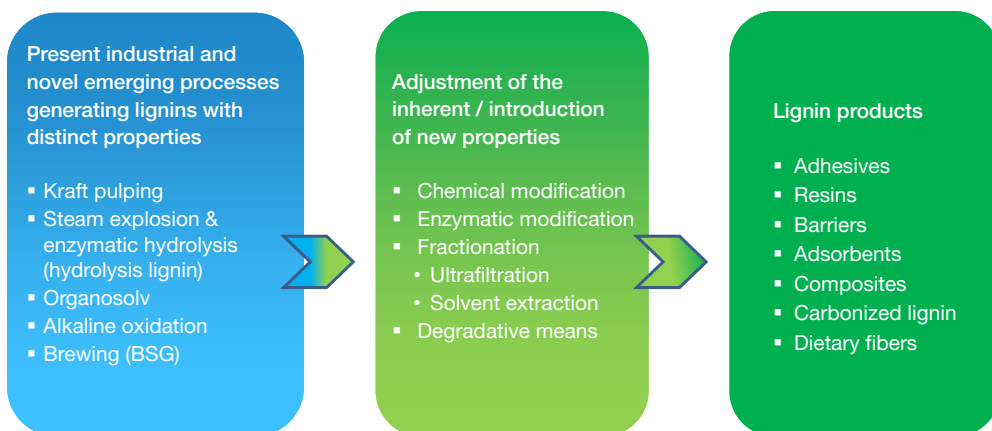 Present industrial and
novel emerging processes
generating lignins with
distinct properties
▪ Kraft pulping
▪ Steam explosion &
enzymatic hydrolysis
(hydrolysis lignin)
▪ Organosolv
▪ Alkaline oxidation
▪ Brewing (BSG)
Adjustment of the
inherent / introduction
of new properties
▪ Chemical modification
▪ Enzymatic modification
▪ Fractionation
• Ultrafiltration
• Solvent extraction
▪ Degradative means
Lignin products
▪ Adhesives
▪ Resins
▪ Barriers
▪ Adsorbents
▪ Composites
▪ Carbonized lignin
▪ Dietary fibers